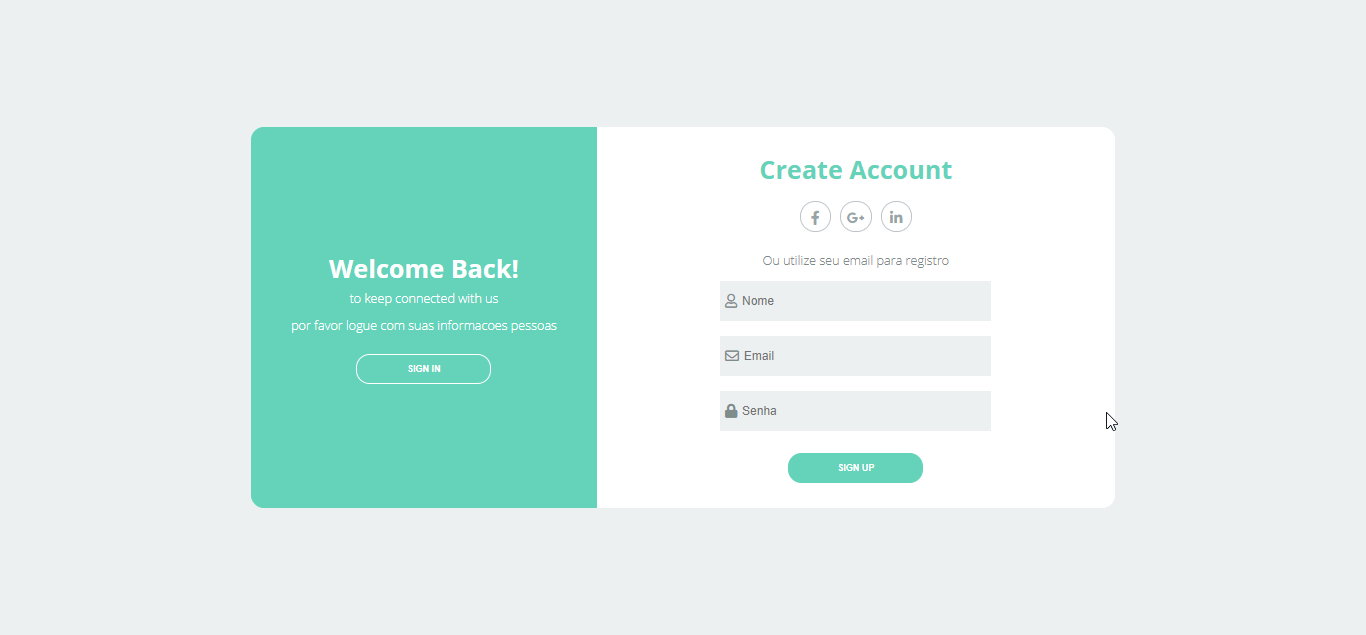 Welcome Back!
to keep connected with us
por favor logue com suas informacoes pessoas
SIGN IN
Create Account
f G+ in
Ou utilize seu email para registro
Nome
Email
Senha
SIGN UP